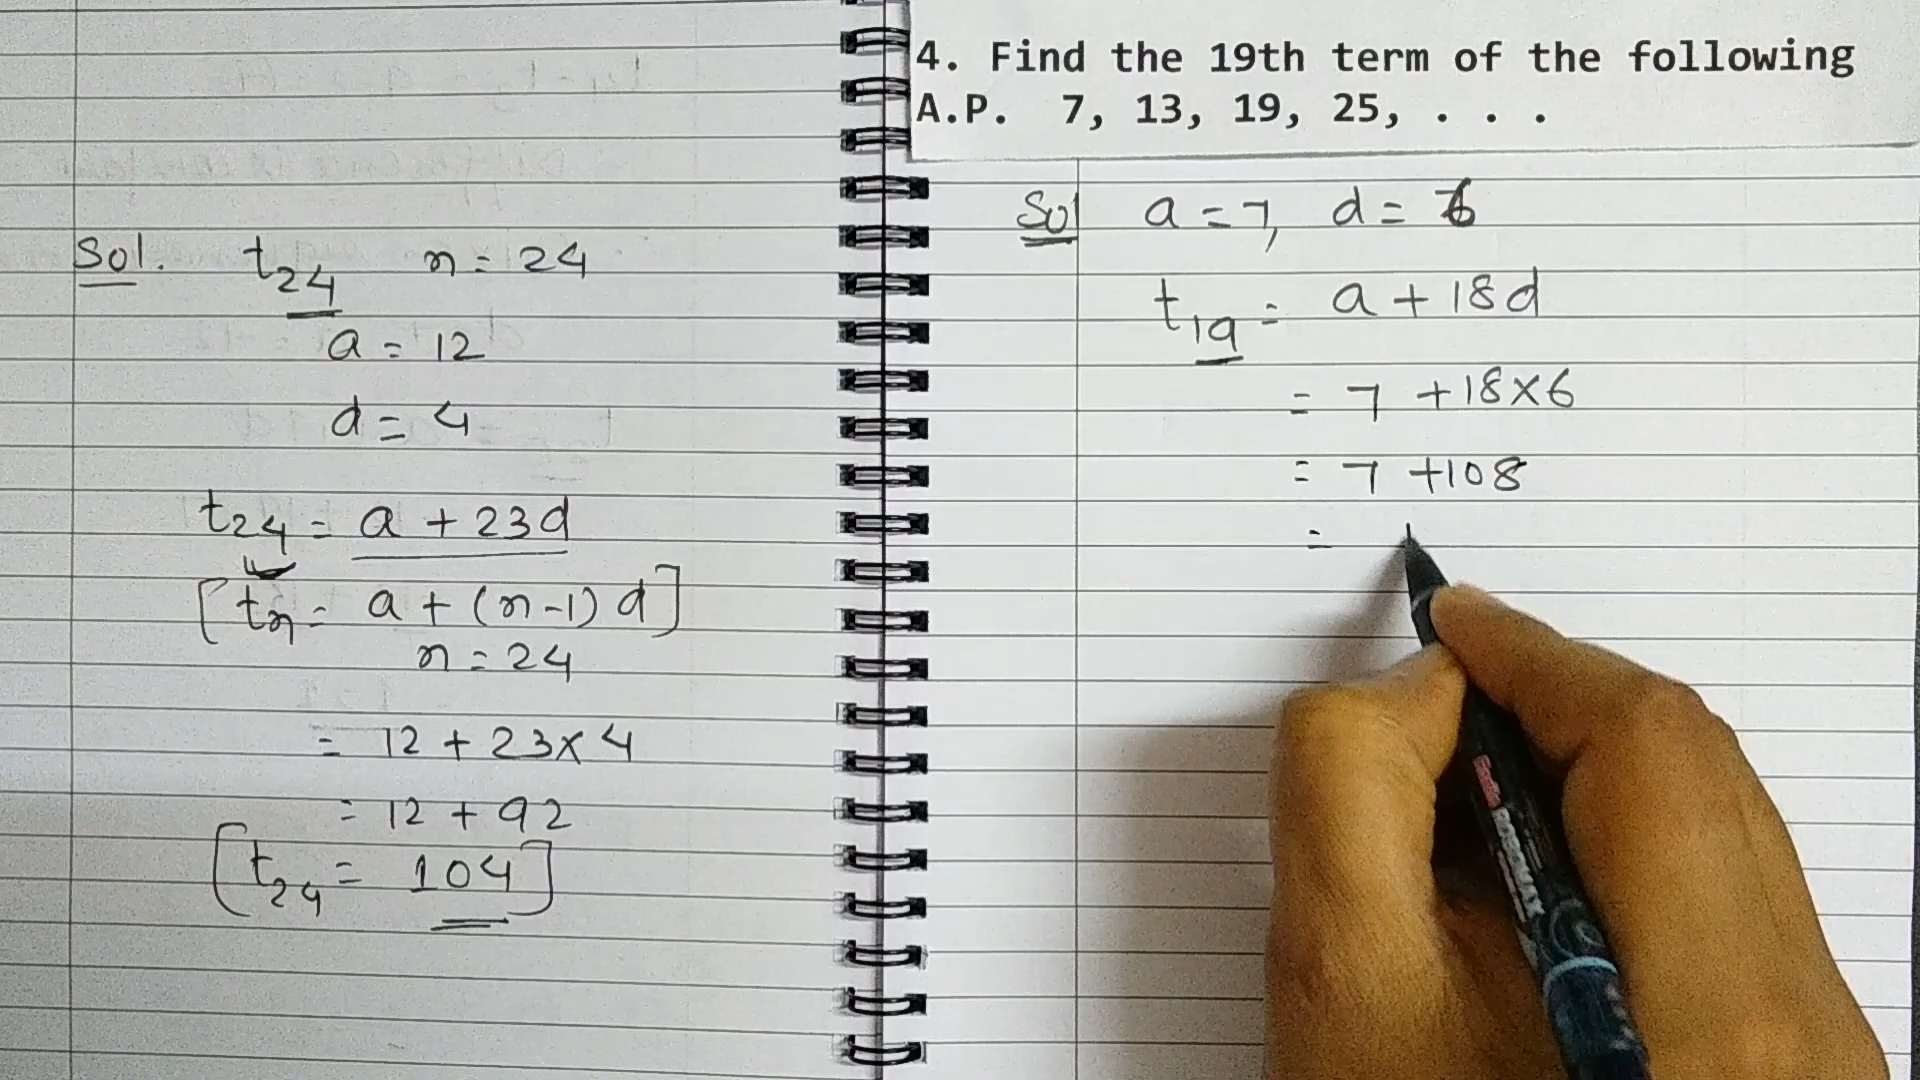 Sol. t24 n = 24
a = 12
d = 4
t24 = a + 23d
[tn = a + (n-1) d]
n = 24
= 12 + 23x4
= 12 + 92
[t24 = 104]
4. Find the 19th term of the following
A.P. 7, 13, 19, 25, . . .
Sol a = 7, d = 6
t19 = a + 18d
= 7 + 18x6
= 7 + 108
=